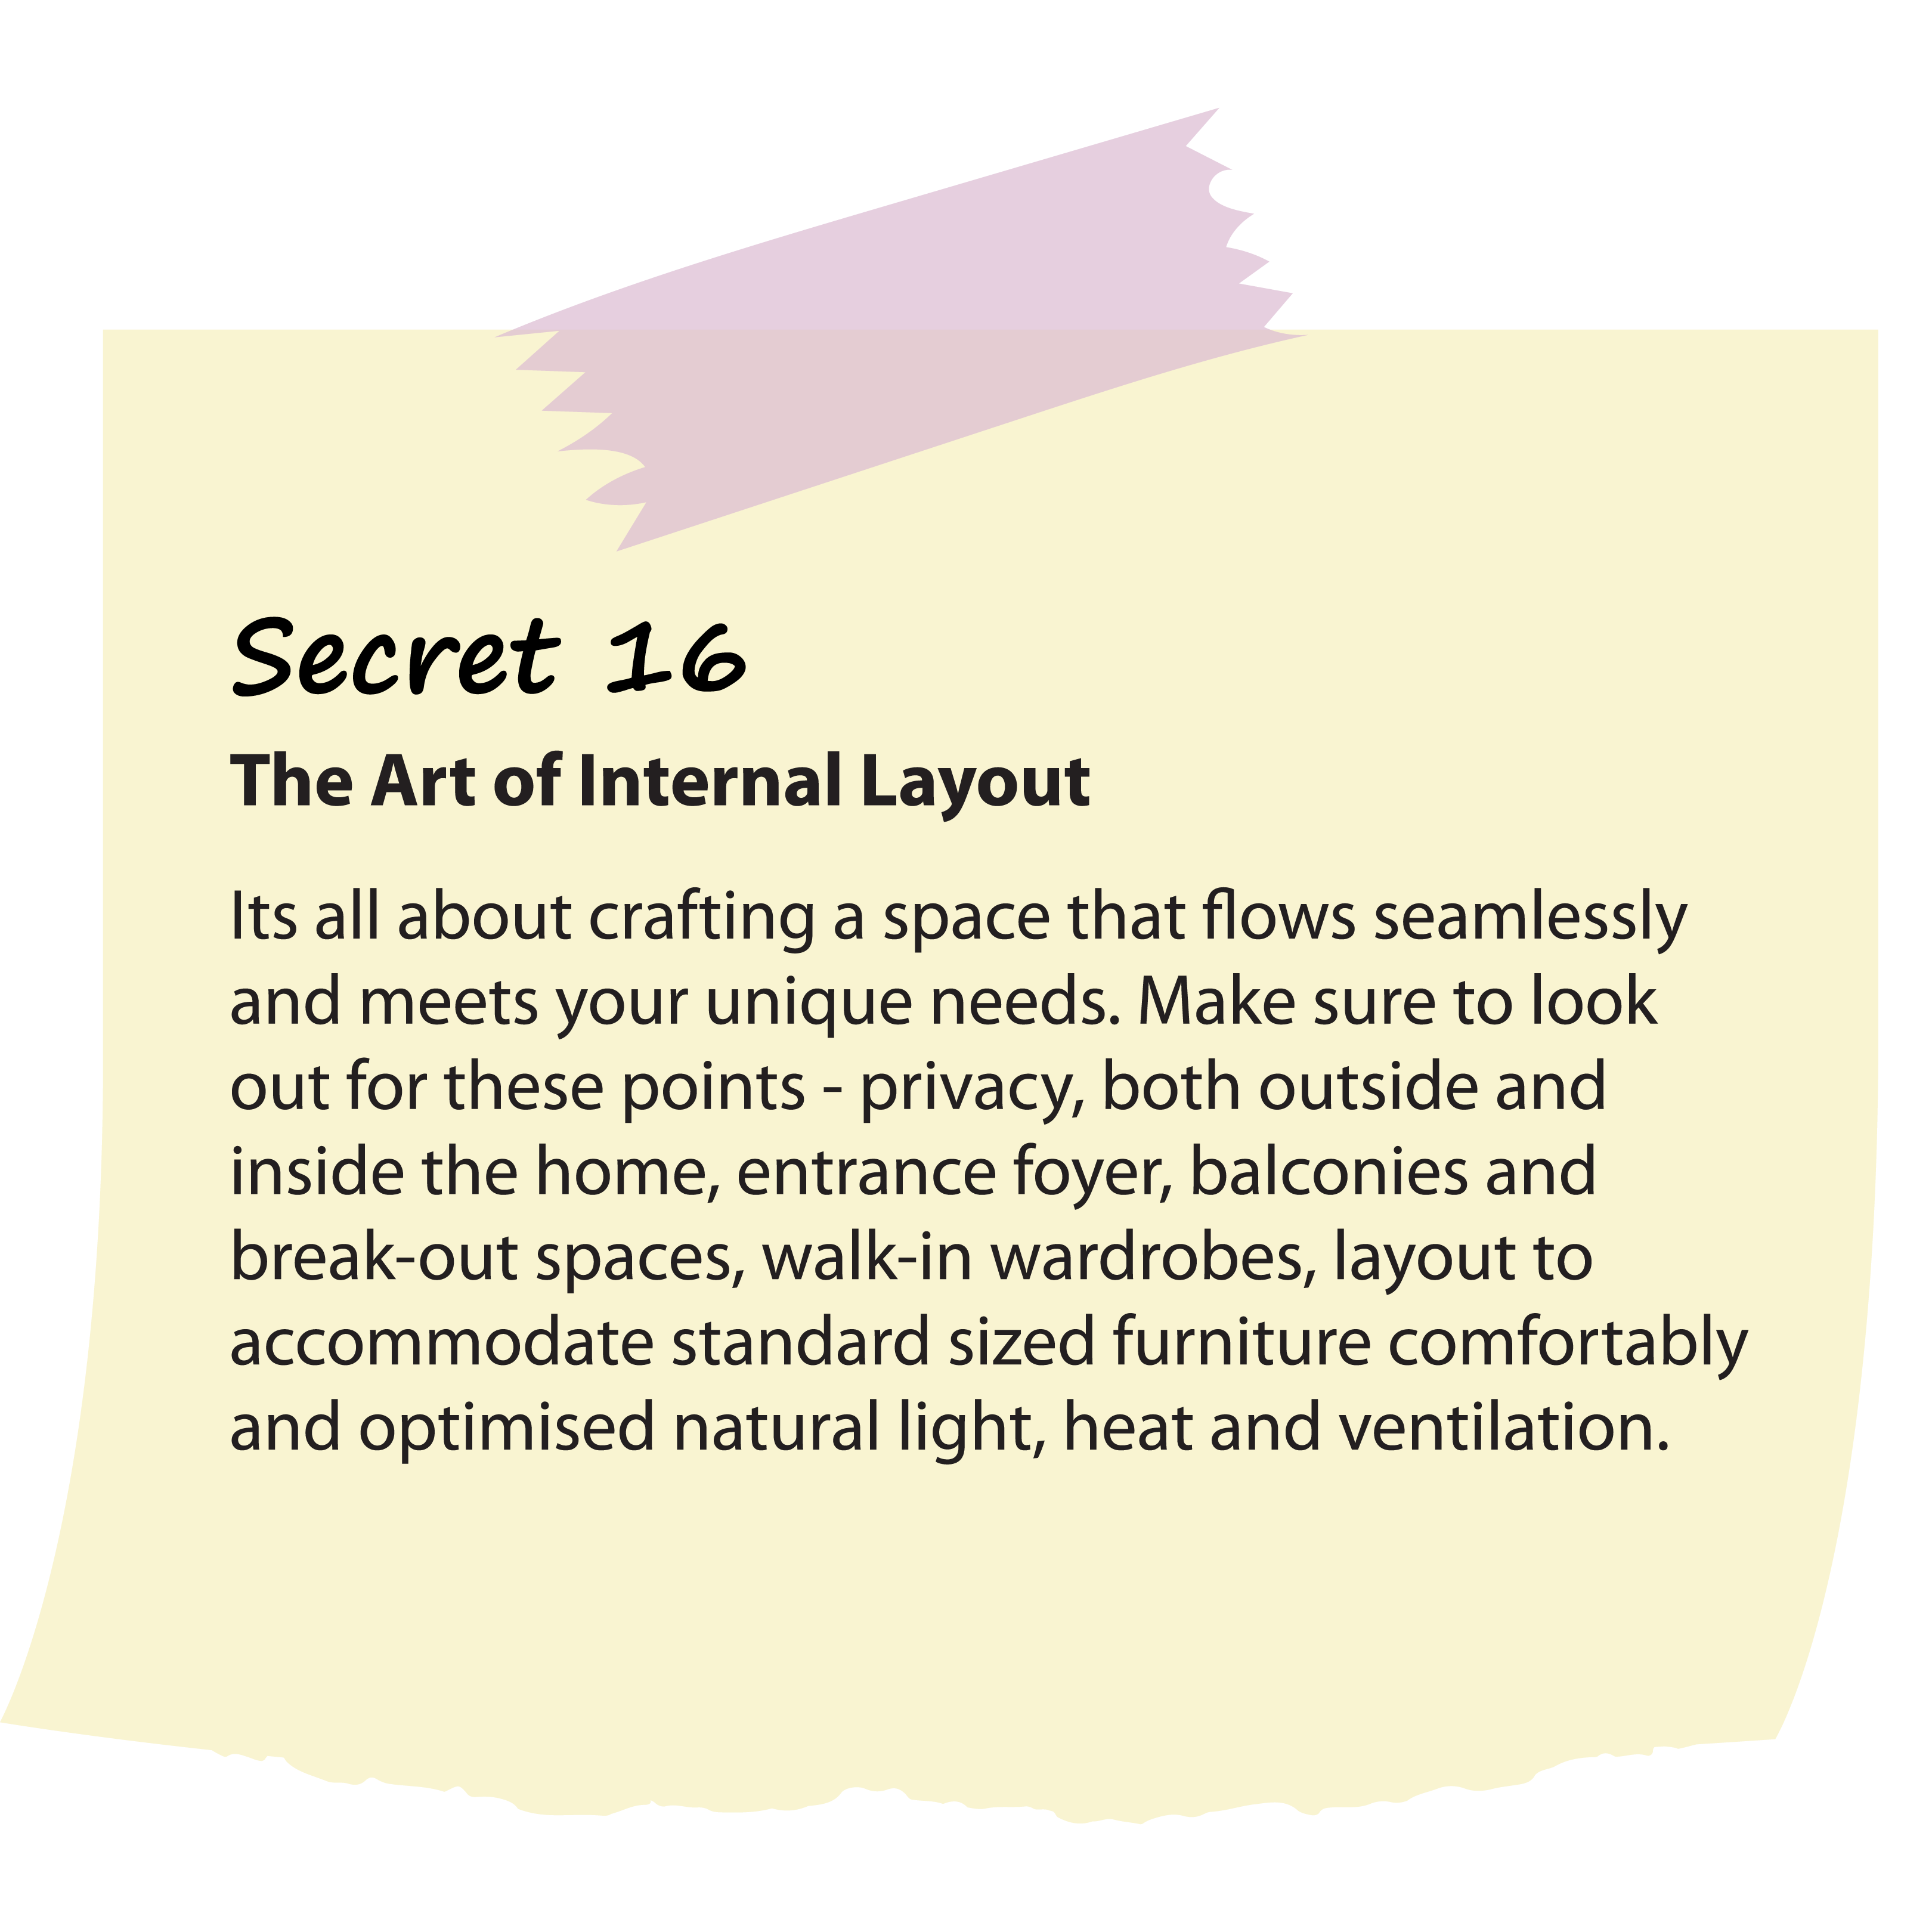 Secret 16
The Art of Internal Layout
Its all about crafting a space that flows seamlessly
and meets your unique needs. Make sure to look
out for these points - privacy, both outside and
inside the home, entrance foyer, balconies and
break-out spaces, walk-in wardrobes, layout to
accommodate standard sized furniture comfortably
and optimised natural light, heat and ventilation.